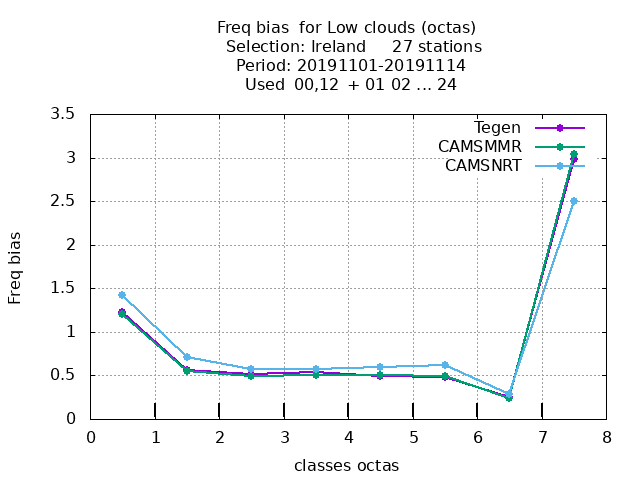 Freq bias  for Low clouds (octas)
Selection: Ireland     27 stations
Period: 20191101-20191114
Used  00,12  + 01 02 ... 24
3.5
3
2.5
2
1.5
1
0.5
0
Freq bias
Tegen
CAMSMMR
CAMSNRT
0 1 2 3 4 5 6 7 8
classes octas